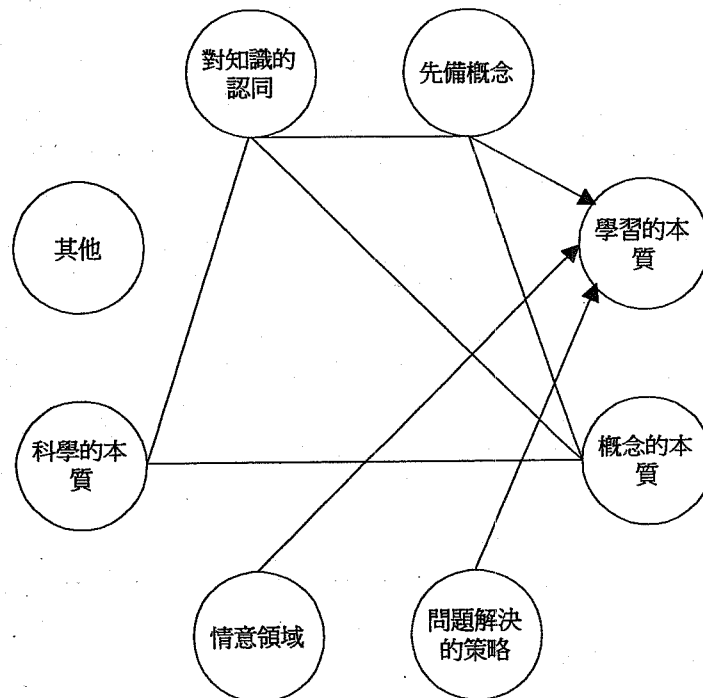 對知識的
認同
先備概念
學習的本
質
其他
科學的本
質
概念的本
質
情意領域
問題解決
的策略